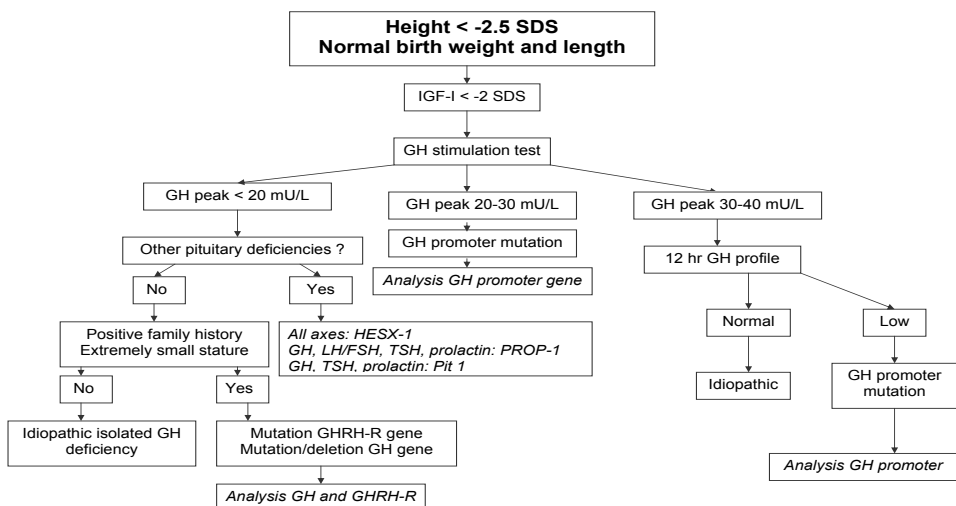 Height < -2.5 SDS
Normal birth weight and length
IGF-I < -2 SDS
GH stimulation test
GH peak < 20 mU/L
GH peak 20-30 mU/L
GH peak 30-40 mU/L
Other pituitary deficiencies ?
GH promoter mutation
12 hr GH profile
Analysis GH promoter gene
No
Yes
Normal
Low
Positive family history
Extremely small stature
All axes: HESX-1
GH, LH/FSH, TSH, prolactin: PROP-1
GH, TSH, prolactin: Pit 1
No
Yes
Idiopathic
GH promoter
mutation
Idiopathic isolated GH
deficiency
Mutation GHRH-R gene
Mutation/deletion GH gene
Analysis GH promoter
Analysis GH and GHRH-R